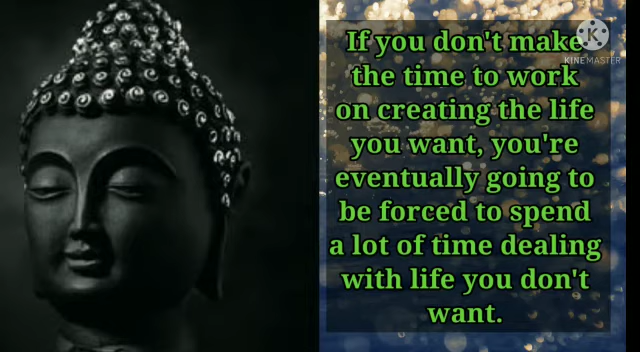 If you don't make
the time to work
on creating the life
you want, you're
eventually going to
be forced to spend
a lot of time dealing
with life you don't
want.
K
KINEMASTER